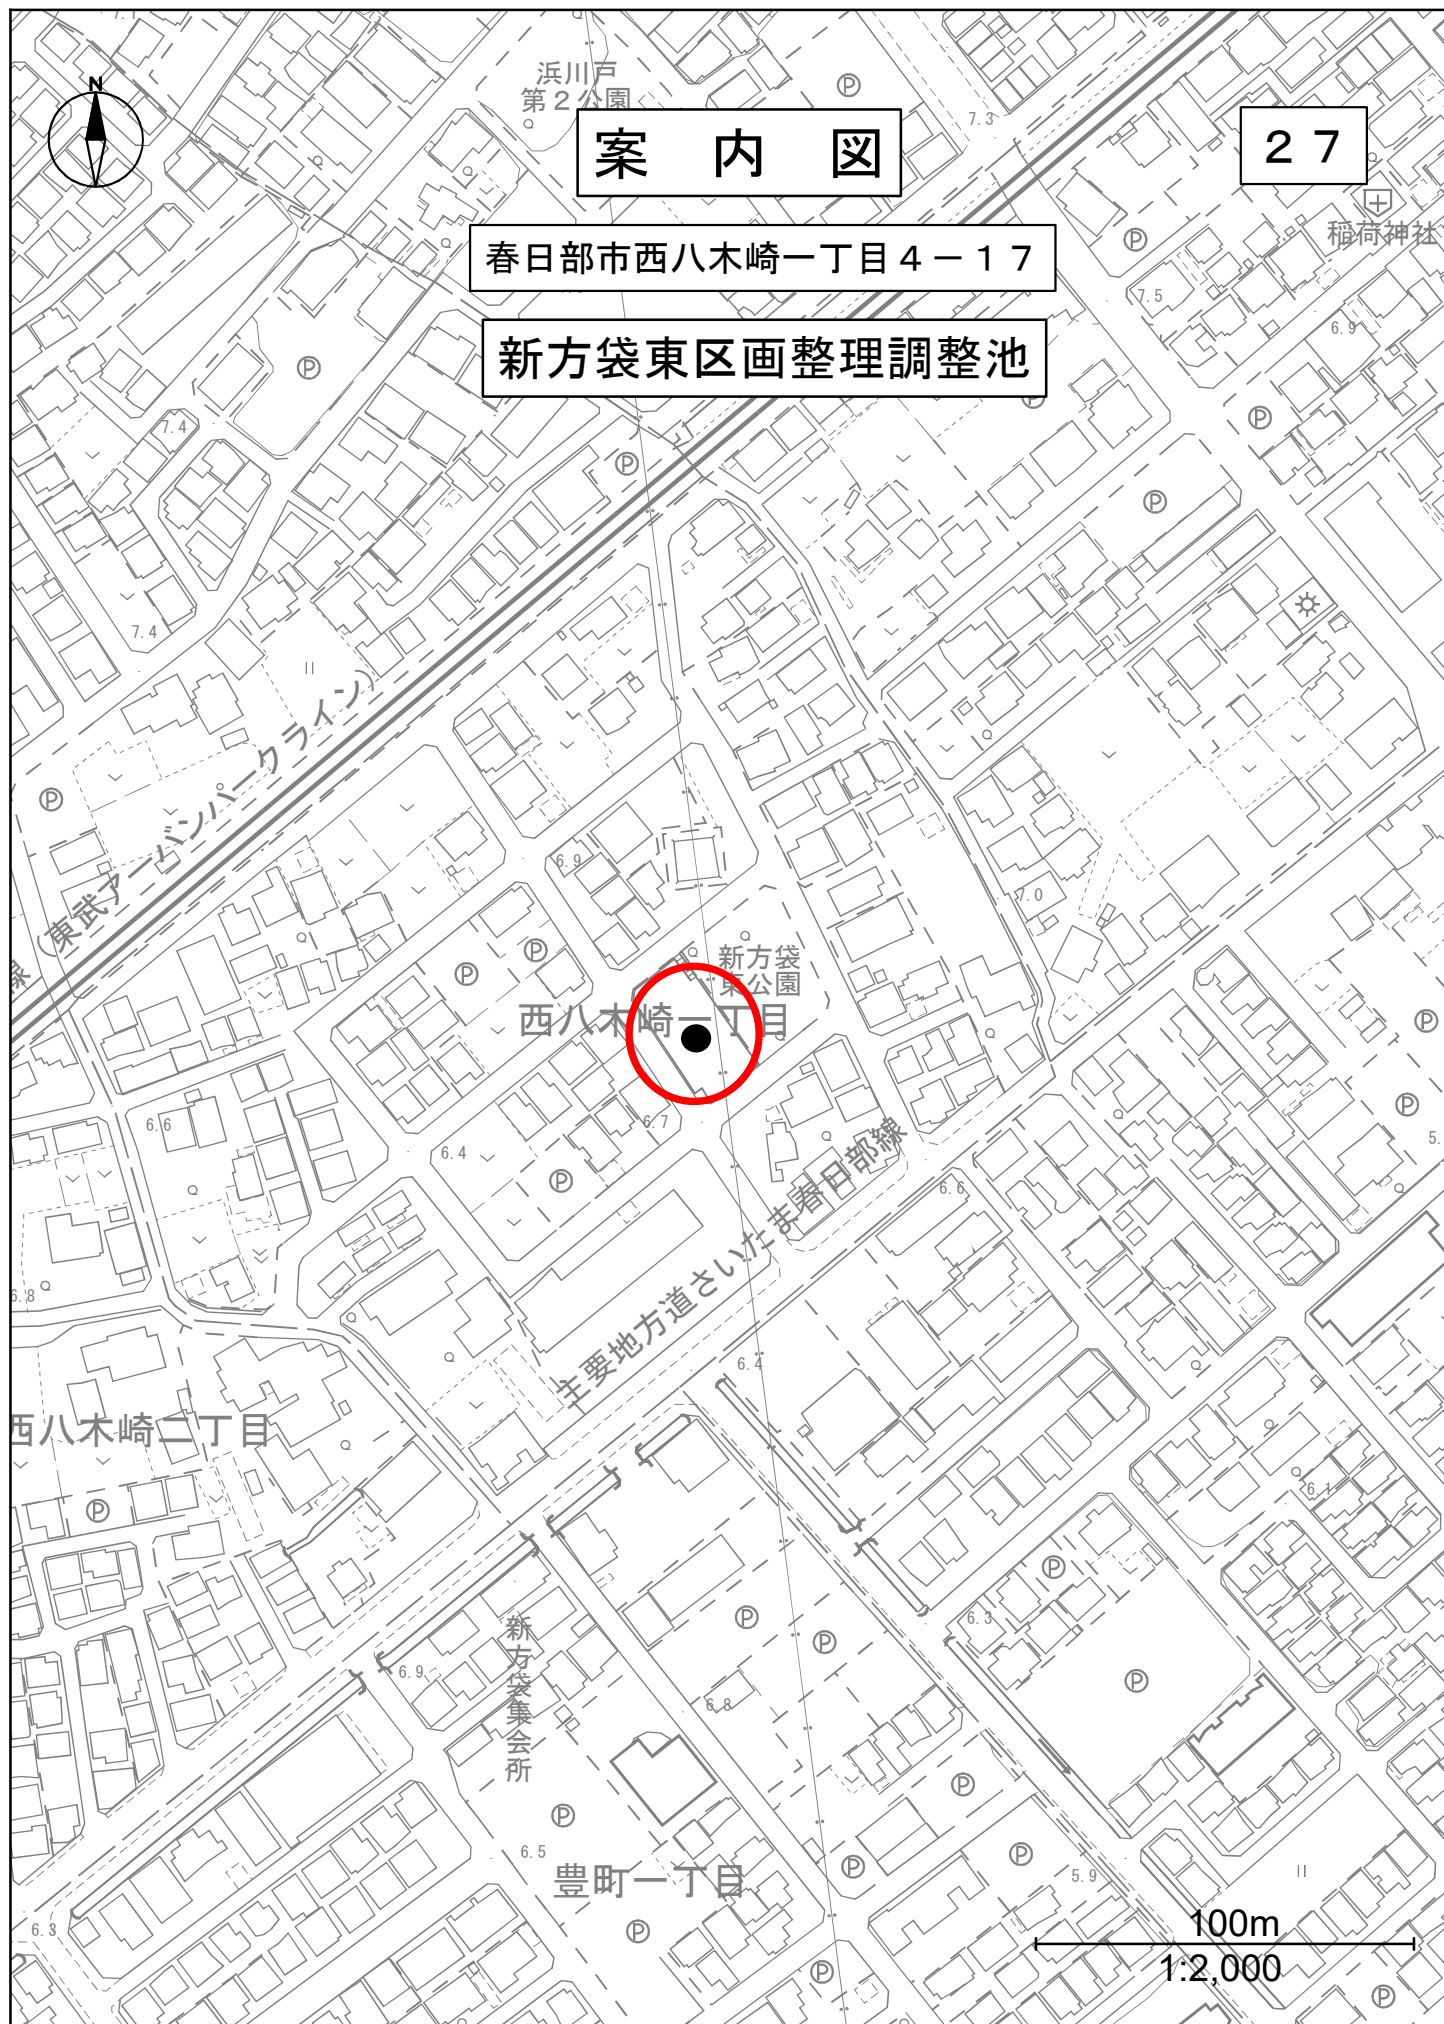 N
浜川戸
第２公園
案　内　図
２７
7.3
稲荷神社
春日部市西八木崎一丁目４－１７
7.5
6.9
新方袋東区画整理調整池
7.4
7.4
線（東武アーバンパークライン）
6.9
7.0
新方袋
東公園
西八木崎一丁目
6.6
6.7
6.4
主要地方道さいたま春日部線
6.6
6.8
6.4
西八木崎二丁目
6.1
6.3
新方袋集会所
6.9
6.8
6.5
豊町一丁目
5.9
6.3
100m
1:2,000